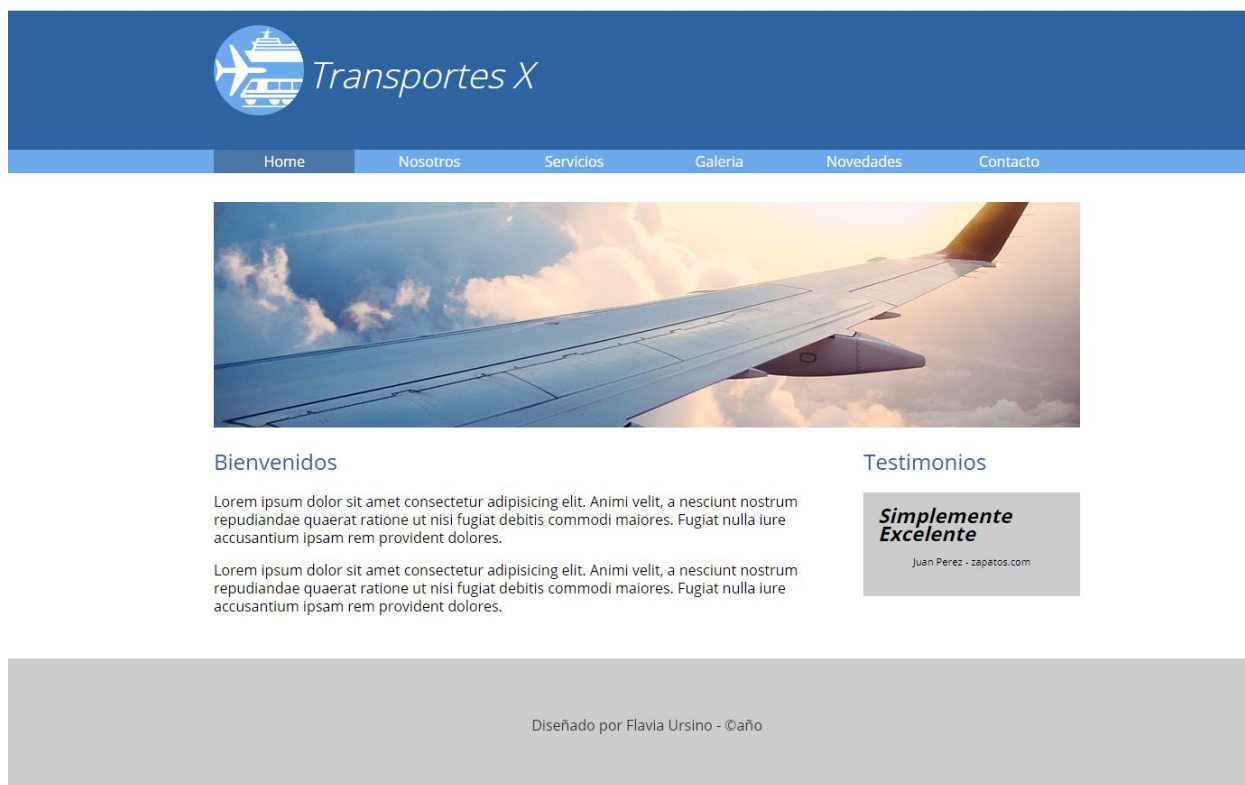 Transportes X
Home Nosotros Servicios Galeria Novedades Contacto
Bienvenidos
Lorem ipsum dolor sit amet consectetur adipisicing elit. Animi velit, a nesciunt nostrum
repudiandae quaerat ratione ut nisi fugiat debitis commodi maiores. Fugiat nulla iure
accusantium ipsam rem provident dolores.
Lorem ipsum dolor sit amet consectetur adipisicing elit. Animi velit, a nesciunt nostrum
repudiandae quaerat ratione ut nisi fugiat debitis commodi maiores. Fugiat nulla iure
accusantium ipsam rem provident dolores.
Testimonios
Simplemente
Excelente
Juan Perez - zapatos.com
Diseñado por Flavia Ursino - ©año